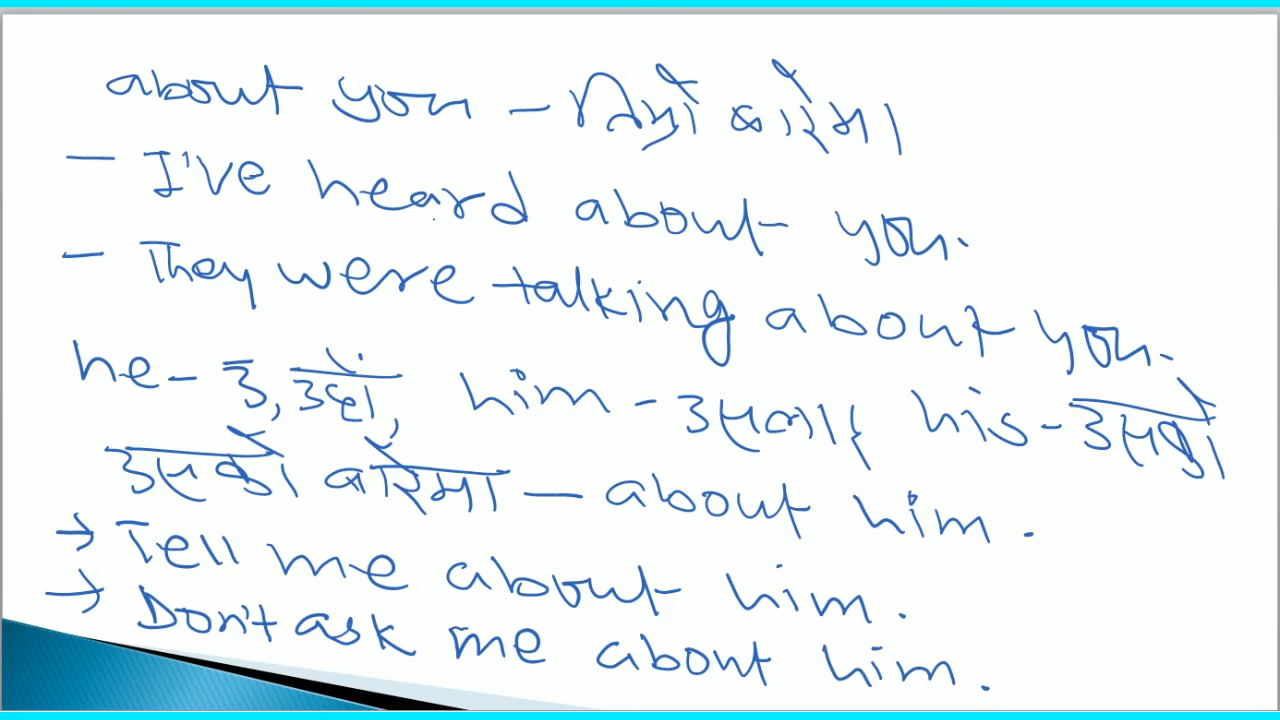 about you - तिम्रो बारेमा
- I've heard about you.
- They were talking about you.
he - ऊ, उहाँ, him - उसलाई his - उसको
उसको बारेमा - about him.
→ Tell me about him.
→ Don't ask me about him.